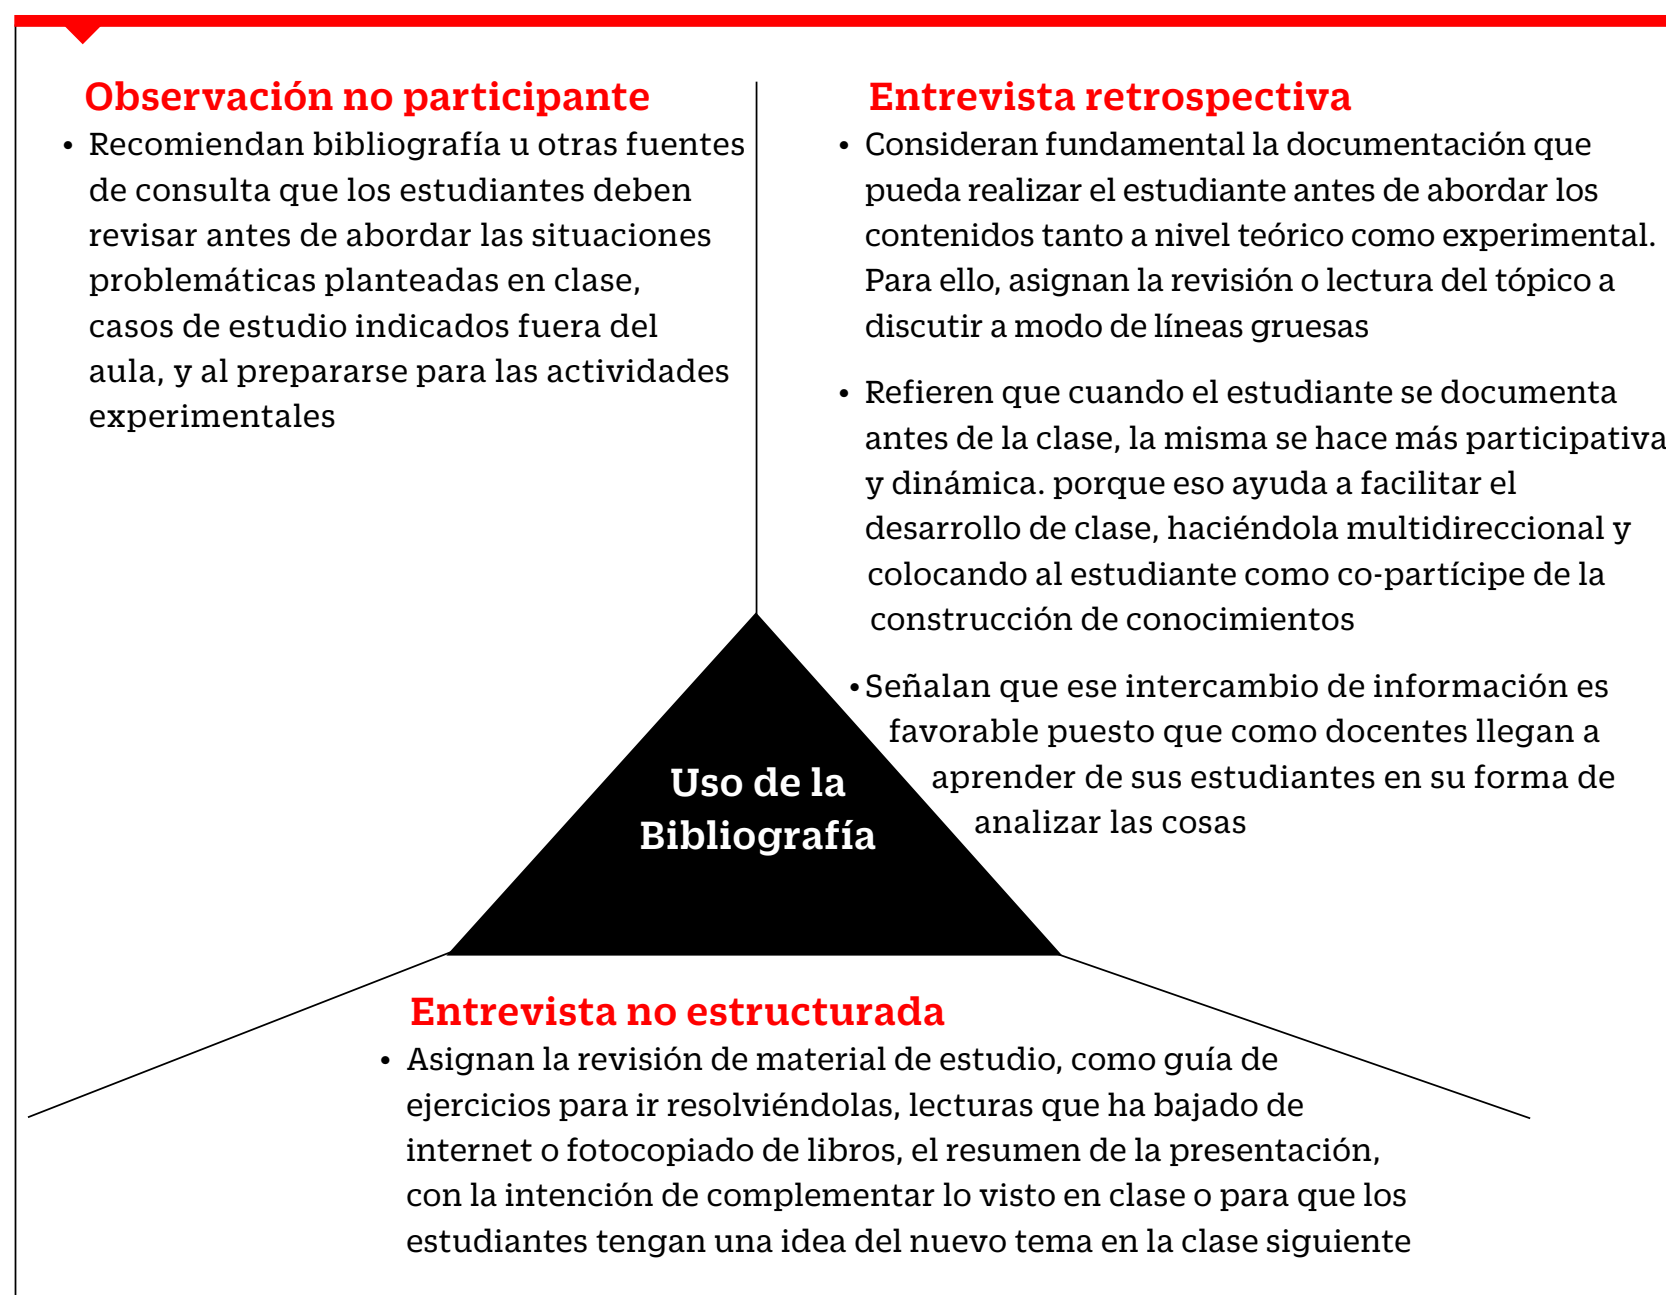 Observación no participante
• Recomiendan bibliografía u otras fuentes
de consulta que los estudiantes deben
revisar antes de abordar las situaciones
problemáticas planteadas en clase,
casos de estudio indicados fuera del
aula, y al prepararse para las actividades
experimentales
Entrevista retrospectiva
• Consideran fundamental la documentación que
pueda realizar el estudiante antes de abordar los
contenidos tanto a nivel teórico como experimental.
Para ello, asignan la revisión o lectura del tópico a
discutir a modo de líneas gruesas
• Refieren que cuando el estudiante se documenta
antes de la clase, la misma se hace más participativa
y dinámica. porque eso ayuda a facilitar el
desarrollo de clase, haciéndola multidireccional y
colocando al estudiante como co-partícipe de la
construcción de conocimientos
• Señalan que ese intercambio de información es
favorable puesto que como docentes llegan a
aprender de sus estudiantes en su forma de
analizar las cosas
Uso de la
Bibliografía
Entrevista no estructurada
• Asignan la revisión de material de estudio, como guía de
ejercicios para ir resolviéndolas, lecturas que ha bajado de
internet o fotocopiado de libros, el resumen de la presentación,
con la intención de complementar lo visto en clase o para que los
estudiantes tengan una idea del nuevo tema en la clase siguiente